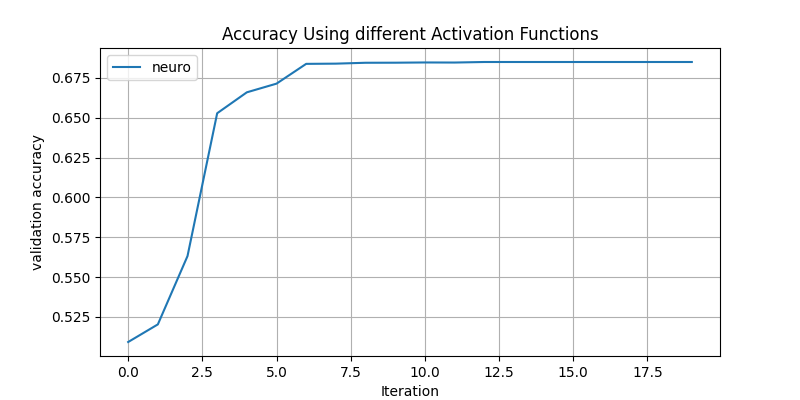 Accuracy Using different Activation Functions
neuro
0.675
0.650
0.625
0.600
0.575
0.550
0.525
validation accuracy
0.0 2.5 5.0 7.5 10.0 12.5 15.0 17.5
Iteration